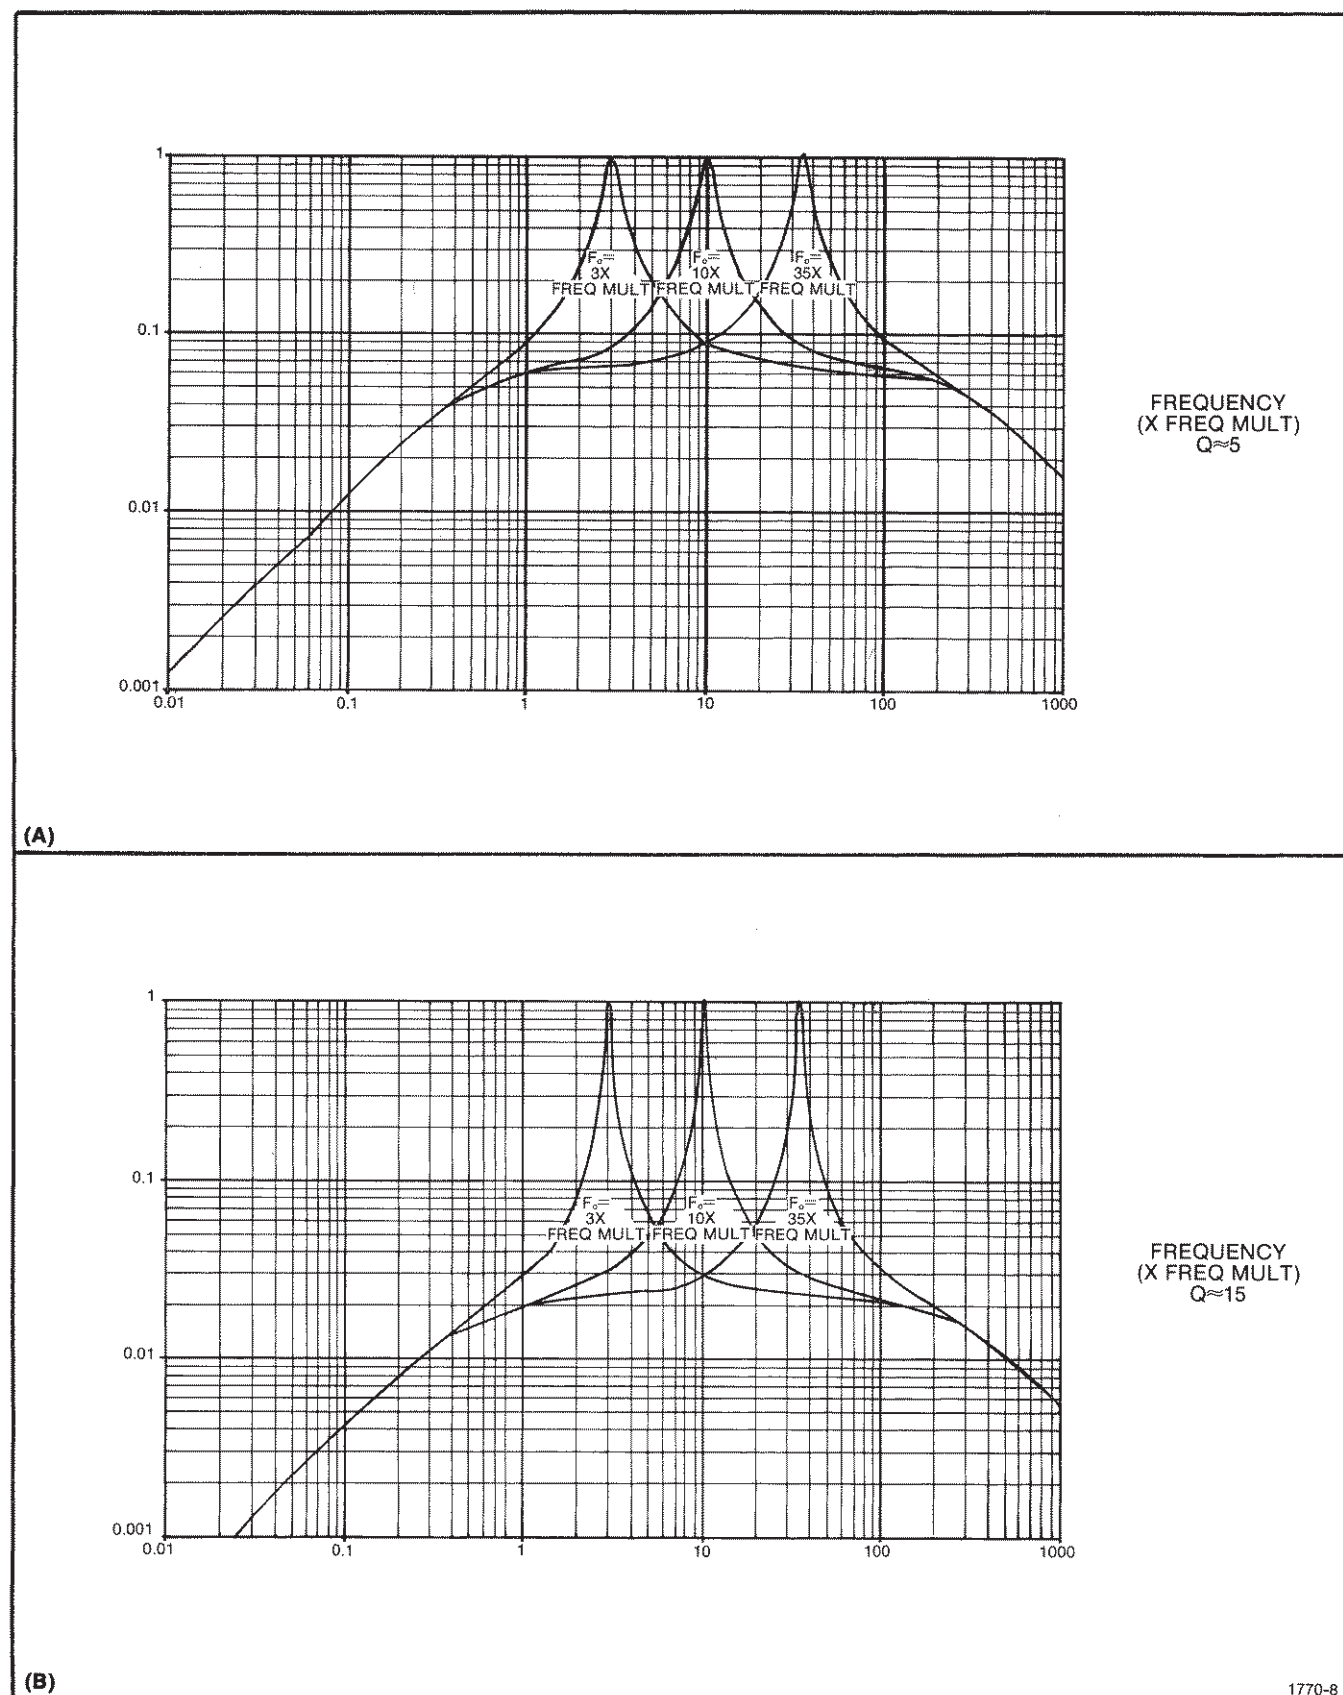 1
0.1
0.01
0.001
0.01
0.1
1
10
100
1000
F₀=
3X
FREQ MULT
F₀=
10X
FREQ MULT
F₀=
35X
FREQ MULT
FREQUENCY
(X FREQ MULT)
Q≈5
(A)
1
0.1
0.01
0.001
0.01
0.1
1
10
100
1000
F₀=
3X
FREQ MULT
F₀=
10X
FREQ MULT
F₀=
35X
FREQ MULT
FREQUENCY
(X FREQ MULT)
Q≈15
(B)
1770-8